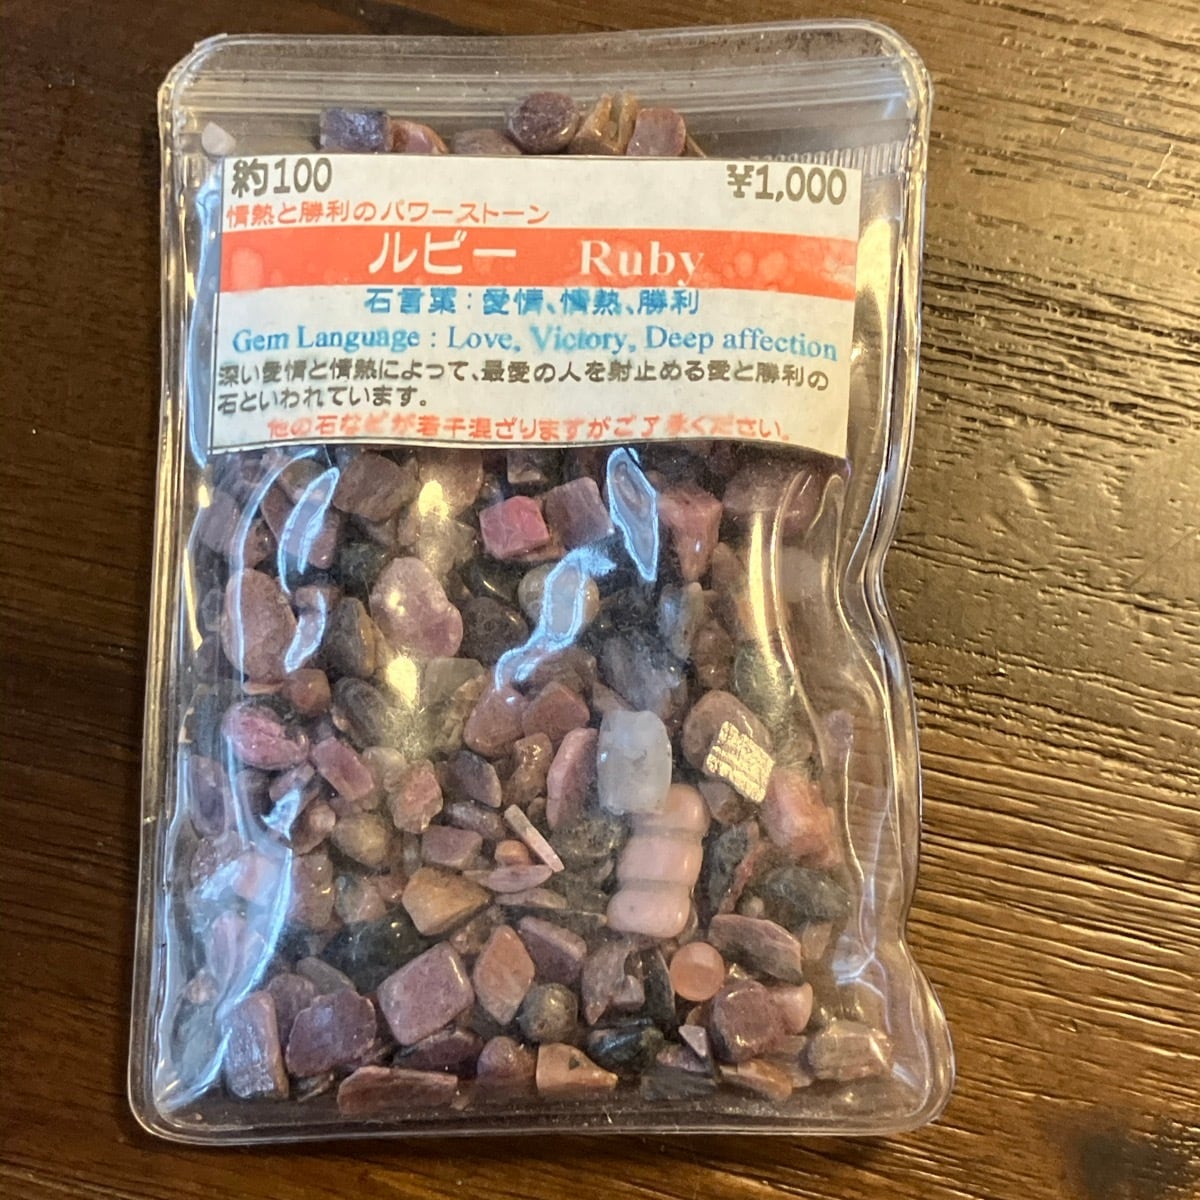 約100 ¥1,000
情熱と勝利のパワーストーン
ルビー Ruby
石言葉：愛情、情熱、勝利
Gem Language : Love, Victory, Deep affection
深い愛情と情熱によって、最愛の人を射止める愛と勝利の
石といわれています。
他の石などが若干混ざりますがご了承ください。